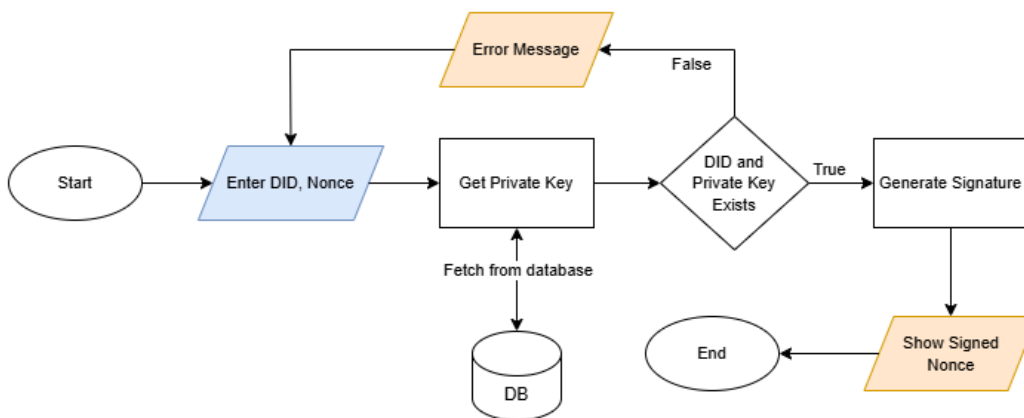 Error Message
False
Start
Enter DID, Nonce
Get Private Key
DID and
Private Key
Exists
True
Generate Signature
Fetch from database
End
Show Signed
Nonce
DB